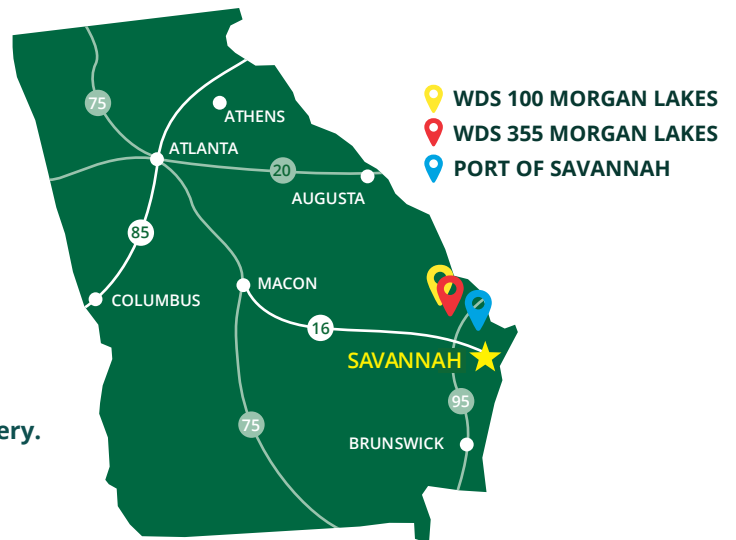 WDS 100 MORGAN LAKES
WDS 355 MORGAN LAKES
PORT OF SAVANNAH
75
ATHENS
ATLANTA
20
AUGUSTA
85
COLUMBUS
MACON
16
SAVANNAH
95
75
BRUNSWICK
ery.